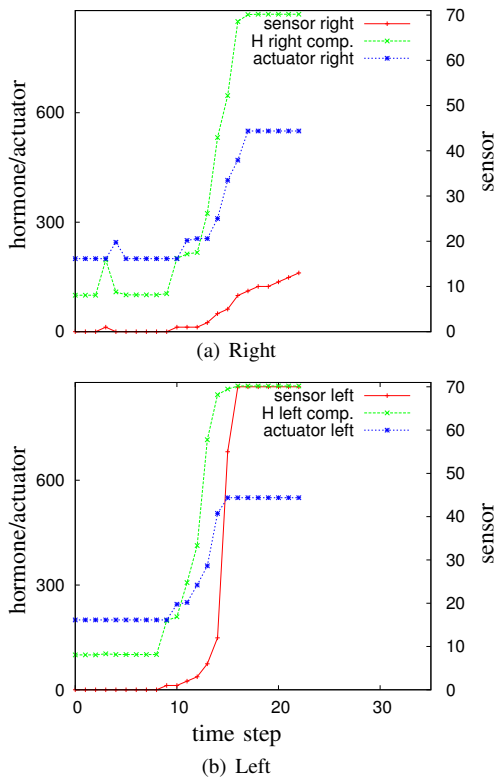 sensor right
H right comp.
actuator right
hormone/actuator
sensor
600
300
0
70
60
50
40
30
20
10
0
(a) Right
sensor left
H left comp.
actuator left
hormone/actuator
sensor
600
300
0
70
60
50
40
30
20
10
0
0
10
20
30
time step
(b) Left